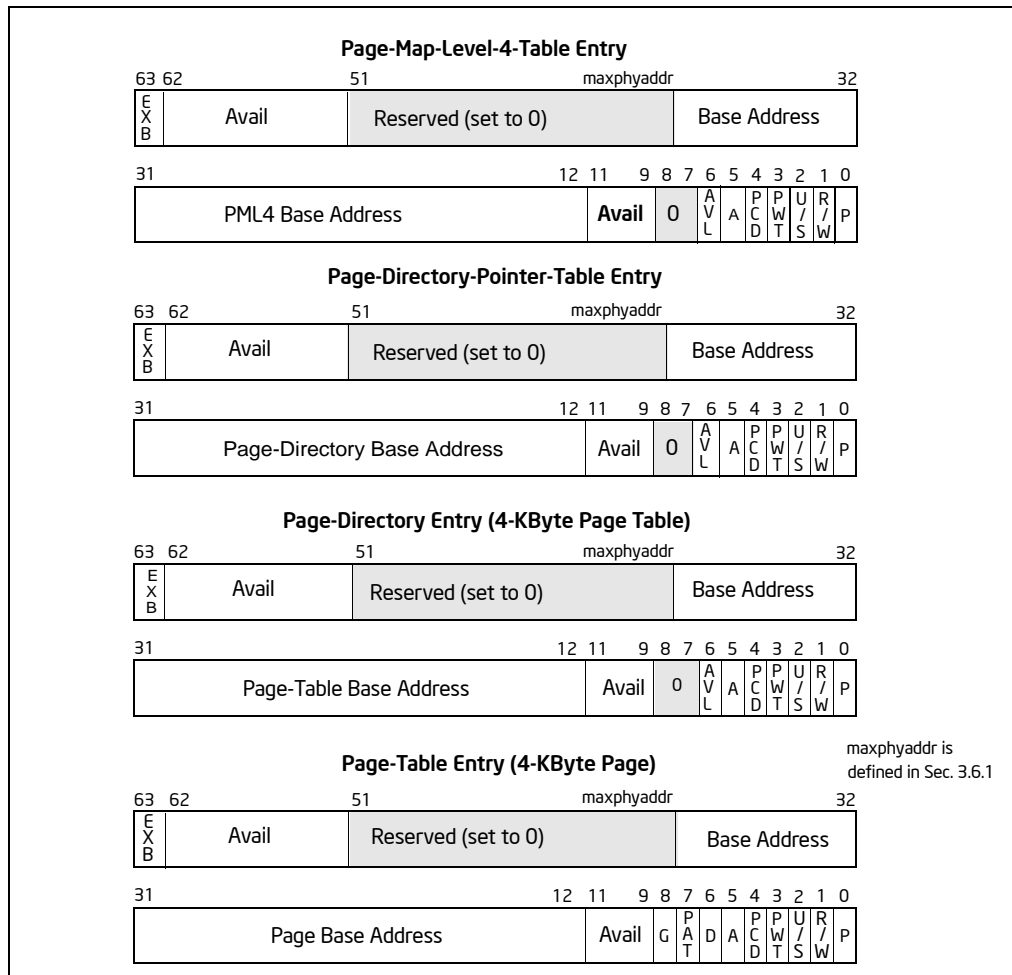 Page-Map-Level-4-Table Entry
63 62 51 maxphyaddr 32
EXB Avail Reserved (set to 0) Base Address
31 12 11 9 8 7 6 5 4 3 2 1 0
PML4 Base Address Avail 0 AVL A PCD PWT U/S R/W P
Page-Directory-Pointer-Table Entry
63 62 51 maxphyaddr 32
EXB Avail Reserved (set to 0) Base Address
31 12 11 9 8 7 6 5 4 3 2 1 0
Page-Directory Base Address Avail 0 AVL A PCD PWT U/S R/W P
Page-Directory Entry (4-KByte Page Table)
63 62 51 maxphyaddr 32
EXB Avail Reserved (set to 0) Base Address
31 12 11 9 8 7 6 5 4 3 2 1 0
Page-Table Base Address Avail 0 AVL A PCD PWT U/S R/W P
maxphyaddr is
defined in Sec. 3.6.1
Page-Table Entry (4-KByte Page)
63 62 51 maxphyaddr 32
EXB Avail Reserved (set to 0) Base Address
31 12 11 9 8 7 6 5 4 3 2 1 0
Page Base Address Avail G PAT D A PCD PWT U/S R/W P